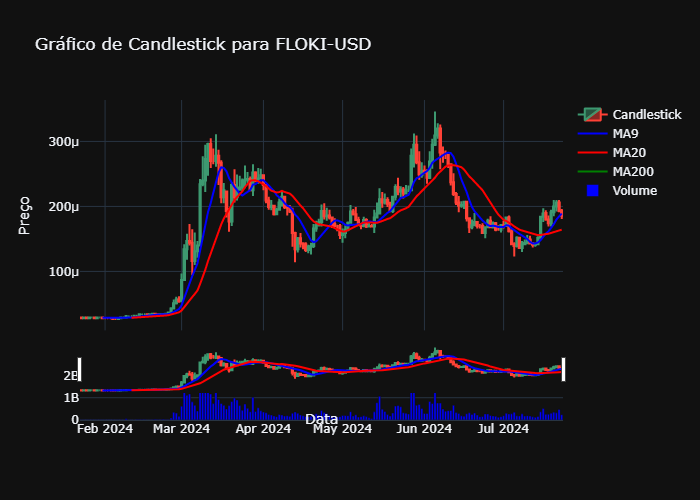 Gráfico de Candlestick para FLOKI-USD
Candlestick
MA9
MA20
MA200
Volume
Preço
300μ
200μ
100μ
2B
1B
0
Data
Feb 2024 Mar 2024 Apr 2024 May 2024 Jun 2024 Jul 2024